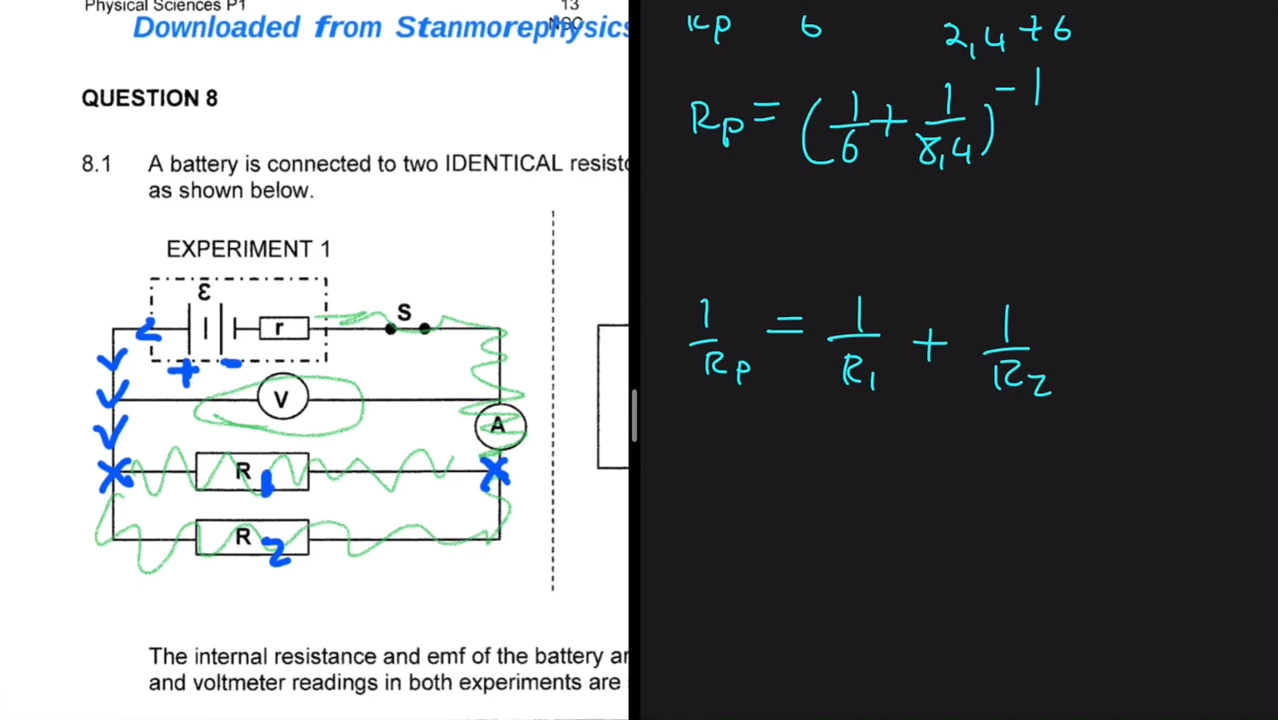 Physical Sciences P1
13
NSC
Downloaded from Stanmorephysics
QUESTION 8
8.1 A battery is connected to two IDENTICAL
as shown below.
EXPERIMENT 1
ε
r
S
+ -
V
A
R 1
R 2
The internal resistance and emf of the battery
and voltmeter readings in both experiments are
Rp 6 2,4 + 6
Rp = (1/6 + 1/8,4)^-1
1/Rp = 1/R1 + 1/R2